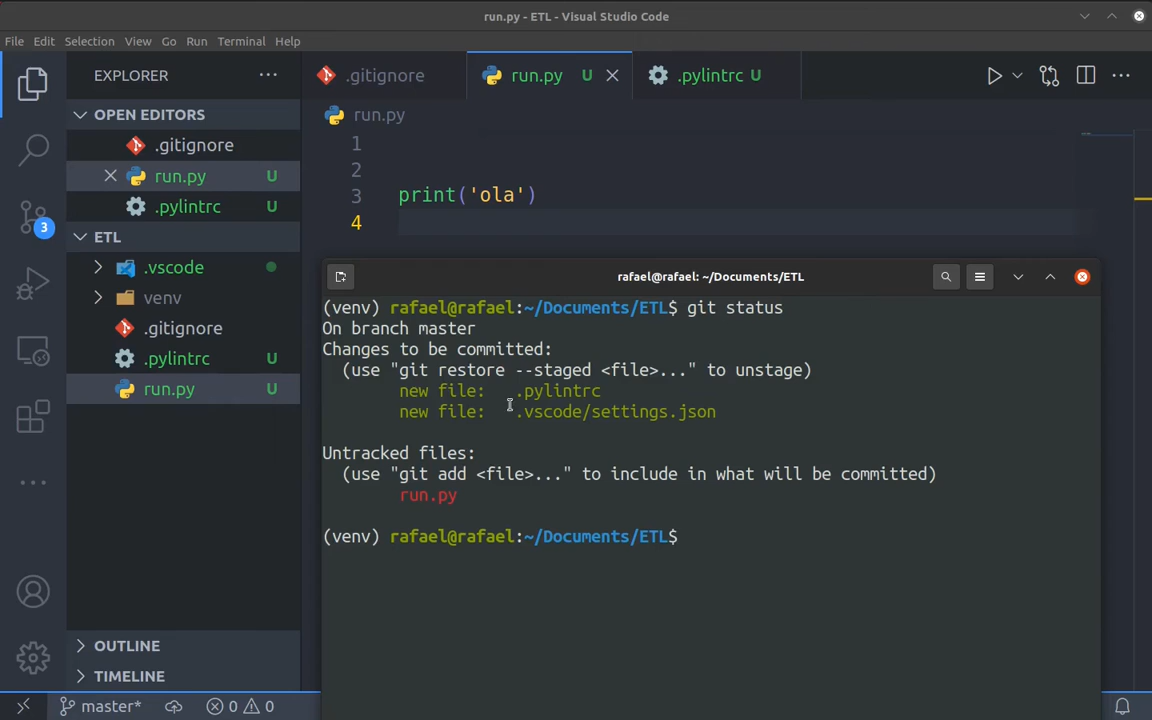 run.py - ETL - Visual Studio Code
File Edit Selection View Go Run Terminal Help
EXPLORER
.gitignore
run.py U
.pylintrc U
OPEN EDITORS
.gitignore
run.py U
.pylintrc U
3
ETL
.vscode
venv
.gitignore
.pylintrc U
run.py U
OUTLINE
TIMELINE
run.py
1
2
3 print('ola')
4
rafael@rafael: ~/Documents/ETL
(venv) rafael@rafael:~/Documents/ETL$ git status
On branch master
Changes to be committed:
(use "git restore --staged <file>..." to unstage)
new file: .pylintrc
new file: .vscode/settings.json
Untracked files:
(use "git add <file>..." to include in what will be committed)
run.py
(venv) rafael@rafael:~/Documents/ETL$
master* 0 0